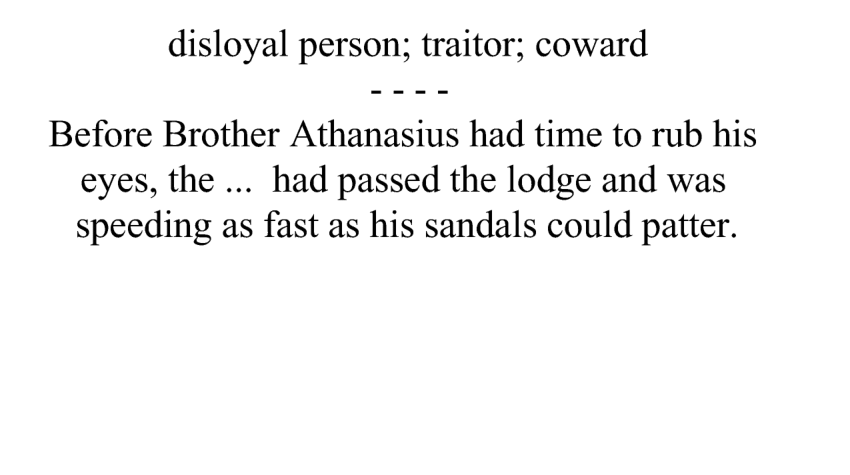 disloyal person; traitor; coward
- - - -
Before Brother Athanasius had time to rub his
eyes, the ...  had passed the lodge and was
speeding as fast as his sandals could patter.